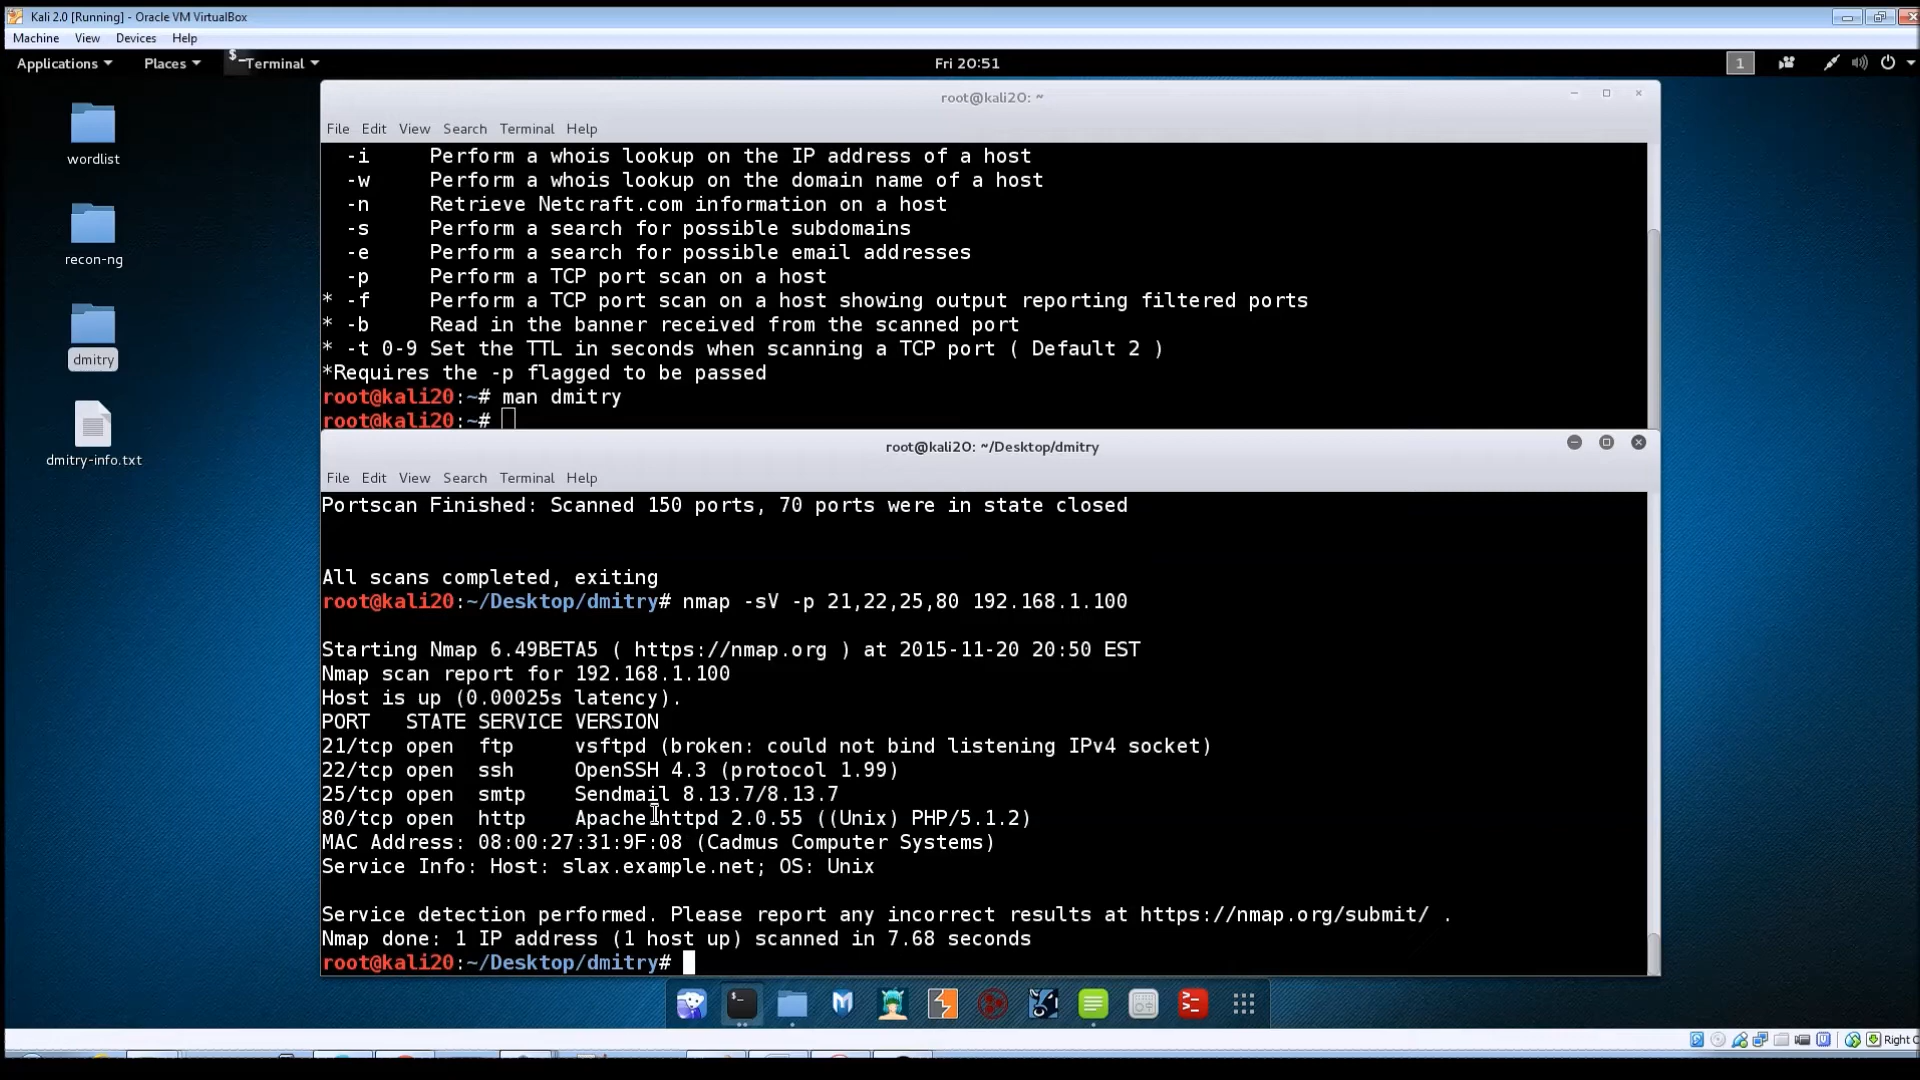 Kali 2.0 [Running] - Oracle VM VirtualBox
Machine View Devices Help
Applications Places Terminal Fri 20:51 1
wordlist
recon-ng
dmitry
dmitry-info.txt
root@kali20: ~
File Edit View Search Terminal Help
-i Perform a whois lookup on the IP address of a host
-w Perform a whois lookup on the domain name of a host
-n Retrieve Netcraft.com information on a host
-s Perform a search for possible subdomains
-e Perform a search for possible email addresses
-p Perform a TCP port scan on a host
* -f Perform a TCP port scan on a host showing output reporting filtered ports
* -b Read in the banner received from the scanned port
* -t 0-9 Set the TTL in seconds when scanning a TCP port ( Default 2 )
*Requires the -p flagged to be passed
root@kali20:~# man dmitry
root@kali20:~#
root@kali20: ~/Desktop/dmitry
File Edit View Search Terminal Help
Portscan Finished: Scanned 150 ports, 70 ports were in state closed
All scans completed, exiting
root@kali20:~/Desktop/dmitry# nmap -sV -p 21,22,25,80 192.168.1.100
Starting Nmap 6.49BETA5 ( https://nmap.org ) at 2015-11-20 20:50 EST
Nmap scan report for 192.168.1.100
Host is up (0.00025s latency).
PORT STATE SERVICE VERSION
21/tcp open ftp vsftpd (broken: could not bind listening IPv4 socket)
22/tcp open ssh OpenSSH 4.3 (protocol 1.99)
25/tcp open smtp Sendmail 8.13.7/8.13.7
80/tcp open http Apache httpd 2.0.55 ((Unix) PHP/5.1.2)
MAC Address: 08:00:27:31:9F:08 (Cadmus Computer Systems)
Service Info: Host: slax.example.net; OS: Unix
Service detection performed. Please report any incorrect results at https://nmap.org/submit/ .
Nmap done: 1 IP address (1 host up) scanned in 7.68 seconds
root@kali20:~/Desktop/dmitry#
Right C